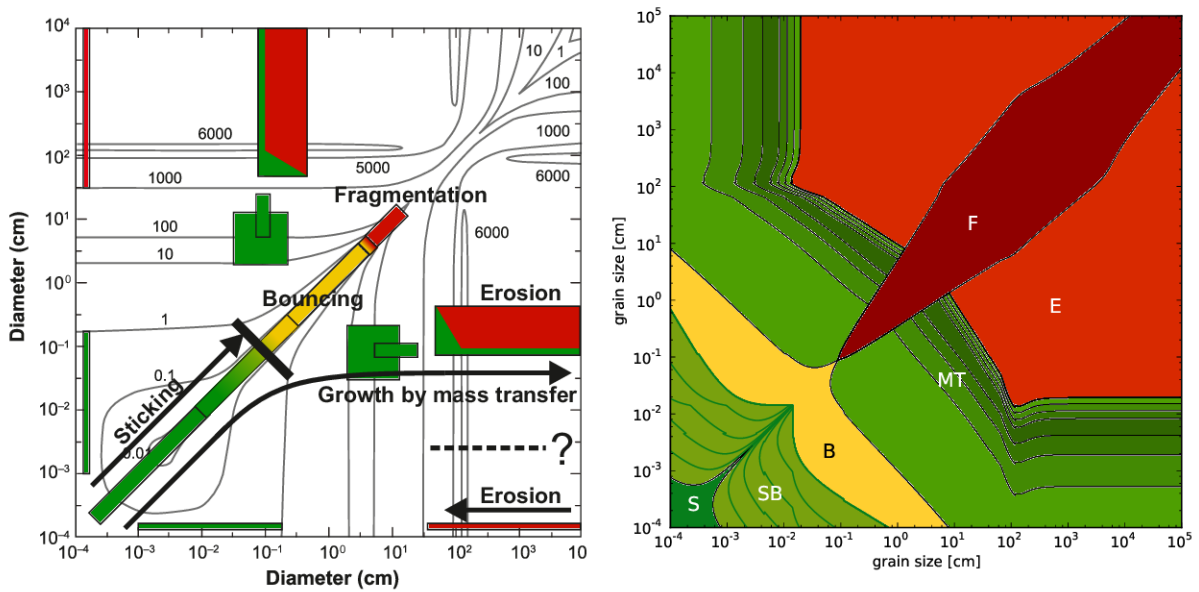 10⁴
10³
10²
10¹
10⁰
10⁻¹
10⁻²
10⁻³
10⁻⁴
Diameter (cm)
10
1
100
1000
6000
6000
5000
1000
6000
Fragmentation
100
10
6000
Bouncing
Erosion
1
0.1
Sticking
0.01
Growth by mass transfer
?
Erosion
10⁻⁴ 10⁻³ 10⁻² 10⁻¹ 10⁰ 10¹ 10² 10³ 10
Diameter (cm)
10⁵
10⁴
10³
10²
10¹
10⁰
10⁻¹
10⁻²
10⁻³
10⁻⁴
grain size [cm]
F
E
MT
B
SB
S
10⁻⁴ 10⁻³ 10⁻² 10⁻¹ 10⁰ 10¹ 10² 10³ 10⁴ 10⁵
grain size [cm]